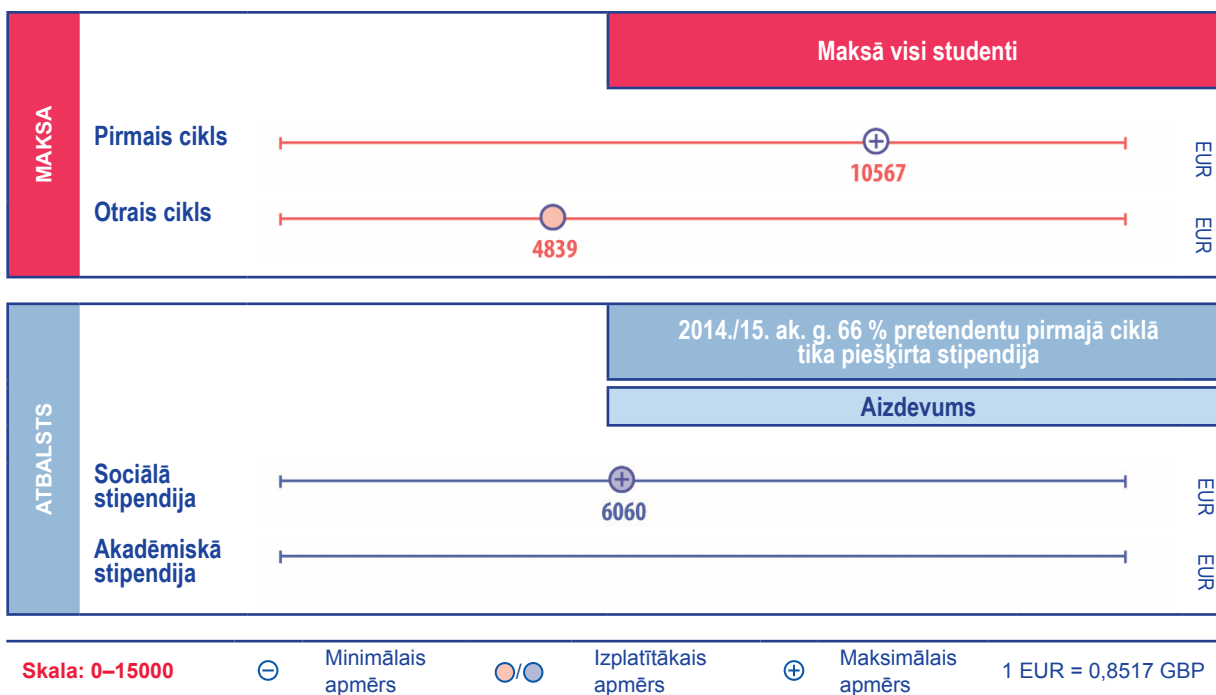 MAKSA
Maksā visi studenti
Pirmais cikls
10567
EUR
Otrais cikls
4839
EUR
ATBALSTS
2014./15. ak. g. 66 % pretendentu pirmajā ciklā
tika piešķirta stipendija
Aizdevums
Sociālā
stipendija
6060
EUR
Akadēmiskā
stipendija
EUR
Skala: 0–15000
Minimālais
apmērs
Izplatītākais
apmērs
Maksimālais
apmērs
1 EUR = 0,8517 GBP